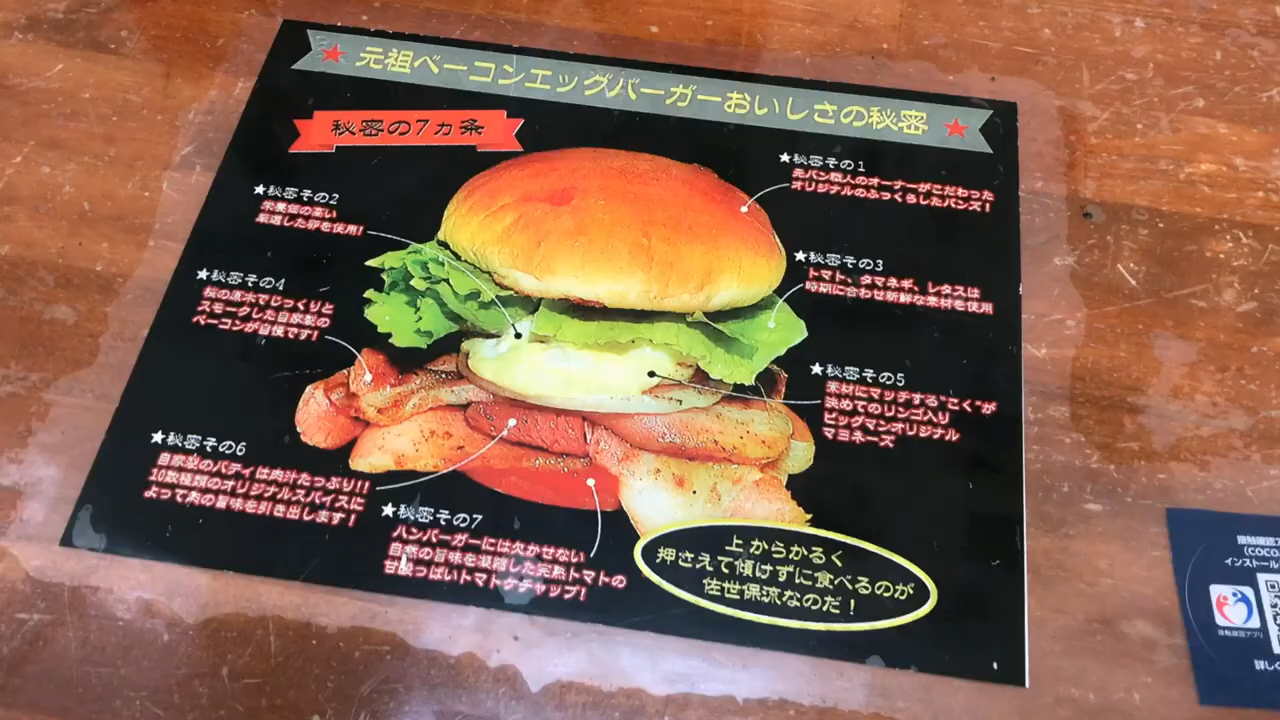 元祖ベーコンエッグバーガーおいしさの秘密
秘密の7ヵ条
★秘密その1
元パン職人のオーナーがこだわった
オリジナルのふっくらしたバンズ！
★秘密その2
栄養価の高い
厳選した卵を使用!
★秘密その3
トマト、タマネギ、レタスは
時期に合わせ新鮮な素材を使用
★秘密その4
桜の原木でじっくりと
スモークした自家製の
ベーコンが自慢です!
★秘密その5
素材にマッチする"こく"が
決めてのリンゴ入り
ビッグマンオリジナル
マヨネーズ
★秘密その6
自家製のパティは肉汁たっぷり!!
10数種類のオリジナルスパイスに
よって肉の旨味を引き出します！
★秘密その7
ハンバーガーには欠かせない
自然の旨味を凝縮した完熟トマトの
甘酸っぱいトマトケチャップ!
上からかるく
押さえて傾けずに食べるのが
佐世保流なのだ！
接触確認ア
(COCO
インストール
接触確認アプリ
詳しく